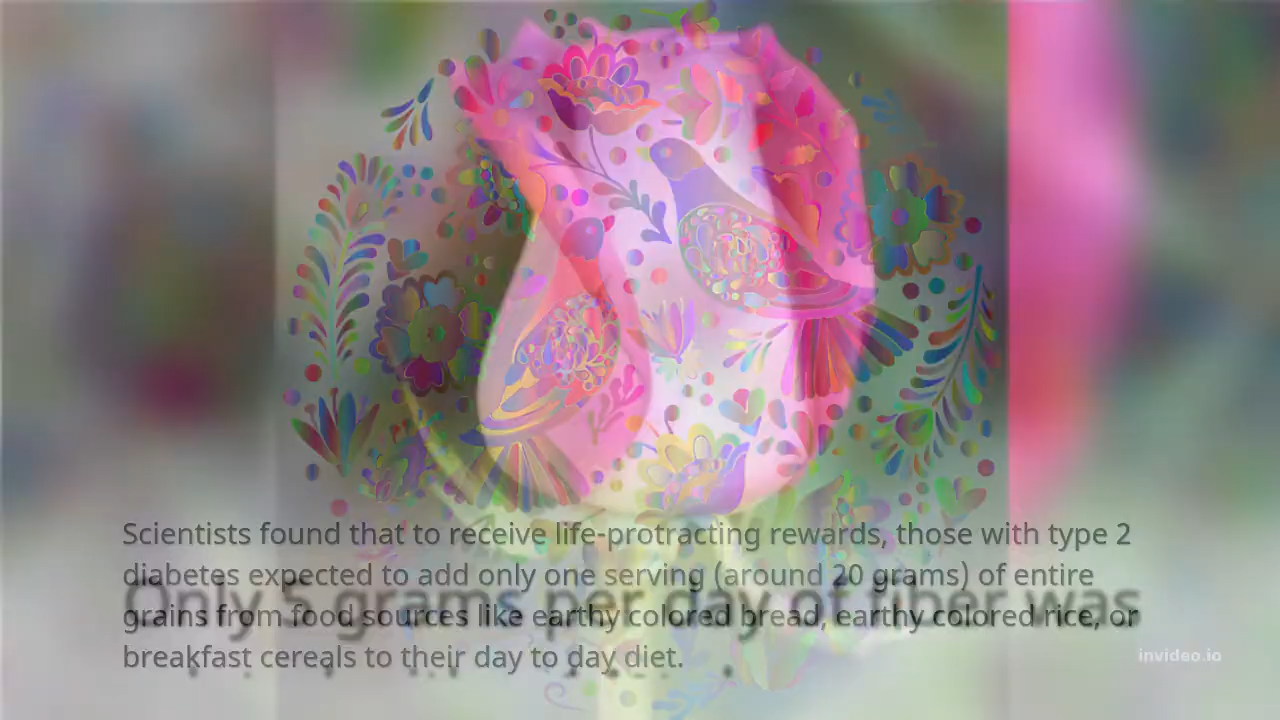 Scientists found that to receive life-protracting rewards, those with type 2
diabetes expected to add only one serving (around 20 grams) of entire
Only 5 grams per day of fiber was
grains from food sources like earthy colored bread, earthy colored rice, or
breakfast cereals to their day to day diet.
invideo.io